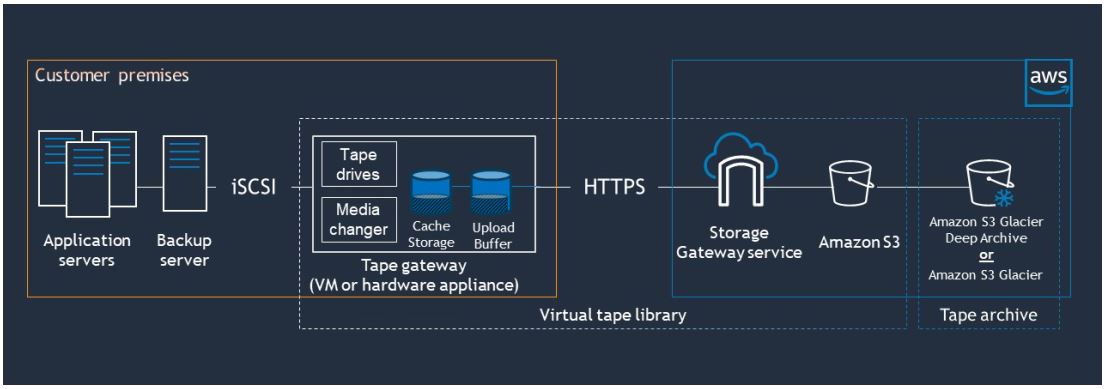 Customer premises
aws
Tape
drives
Media
changer
iSCSI
HTTPS
Cache
Storage
Upload
Buffer
Application
servers
Backup
server
Tape gateway
(VM or hardware appliance)
Storage
Gateway service
Amazon S3
Amazon S3 Glacier
Deep Archive
or
Amazon S3 Glacier
Virtual tape library
Tape archive